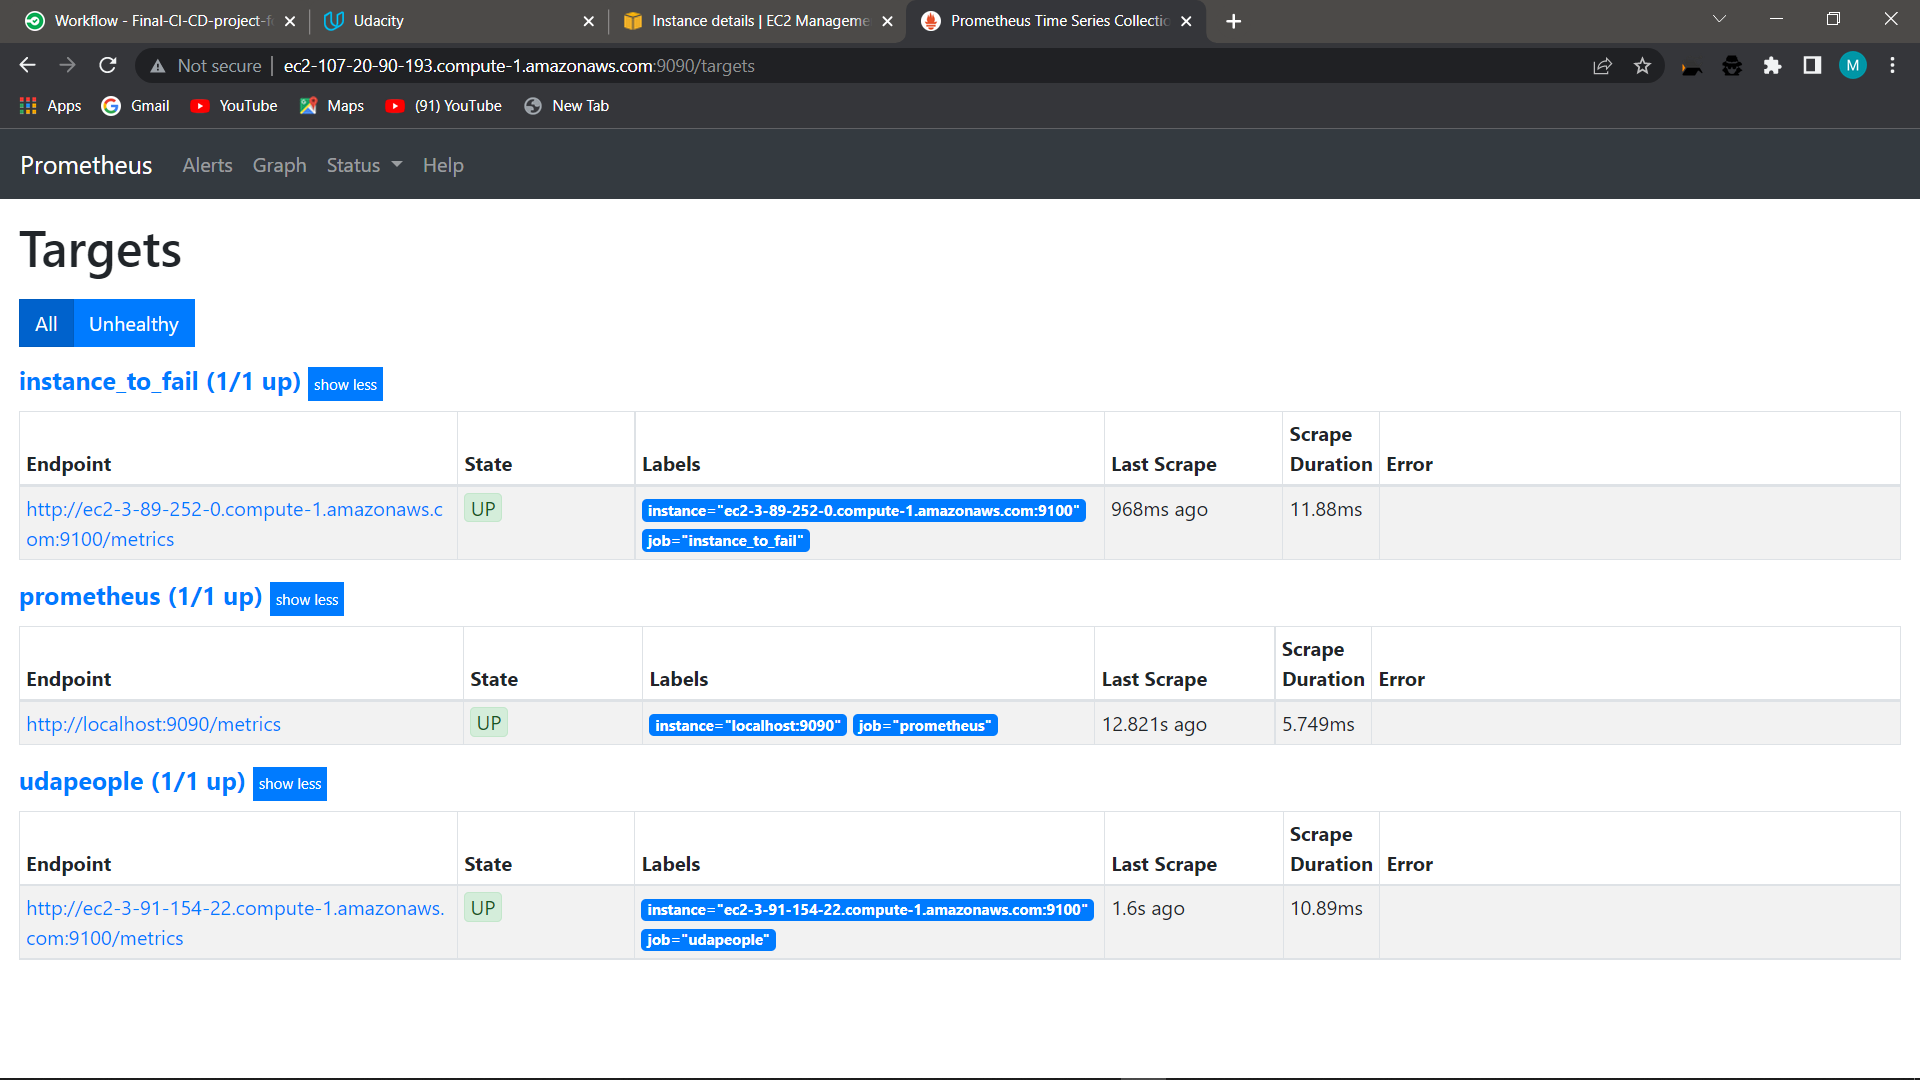 Workflow - Final-CI-CD-project-f
Udacity
Instance details | EC2 Manageme
Prometheus Time Series Collectio
Not secure
ec2-107-20-90-193.compute-1.amazonaws.com:9090/targets
M
Apps
Gmail
YouTube
Maps
(91) YouTube
New Tab
Prometheus
Alerts
Graph
Status
Help
Targets
All
Unhealthy
instance_to_fail (1/1 up) show less
Endpoint
State
Labels
Last Scrape
Scrape
Duration
Error
http://ec2-3-89-252-0.compute-1.amazonaws.c
om:9100/metrics
UP
instance="ec2-3-89-252-0.compute-1.amazonaws.com:9100"
job="instance_to_fail"
968ms ago
11.88ms
prometheus (1/1 up) show less
Endpoint
State
Labels
Last Scrape
Scrape
Duration
Error
http://localhost:9090/metrics
UP
instance="localhost:9090" job="prometheus"
12.821s ago
5.749ms
udapeople (1/1 up) show less
Endpoint
State
Labels
Last Scrape
Scrape
Duration
Error
http://ec2-3-91-154-22.compute-1.amazonaws.
com:9100/metrics
UP
instance="ec2-3-91-154-22.compute-1.amazonaws.com:9100"
job="udapeople"
1.6s ago
10.89ms